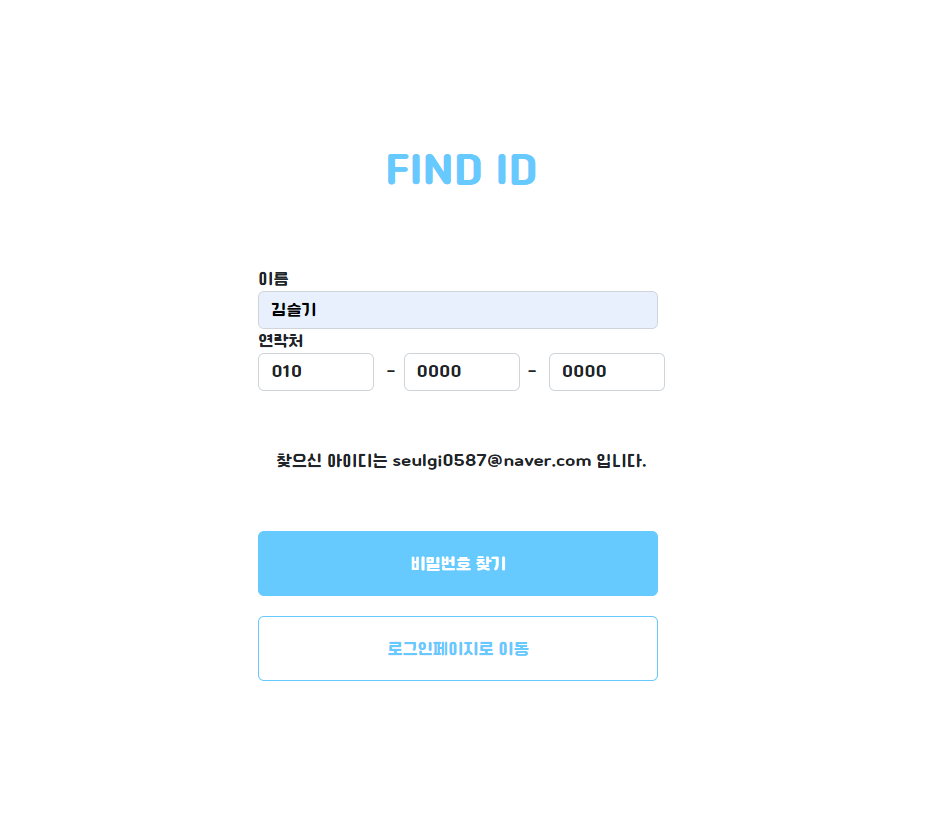 FIND ID
이름
김슬기
연락처
010 - 0000 - 0000
찾으신 아이디는 seulgi0587@naver.com 입니다.
비밀번호 찾기
로그인페이지로 이동